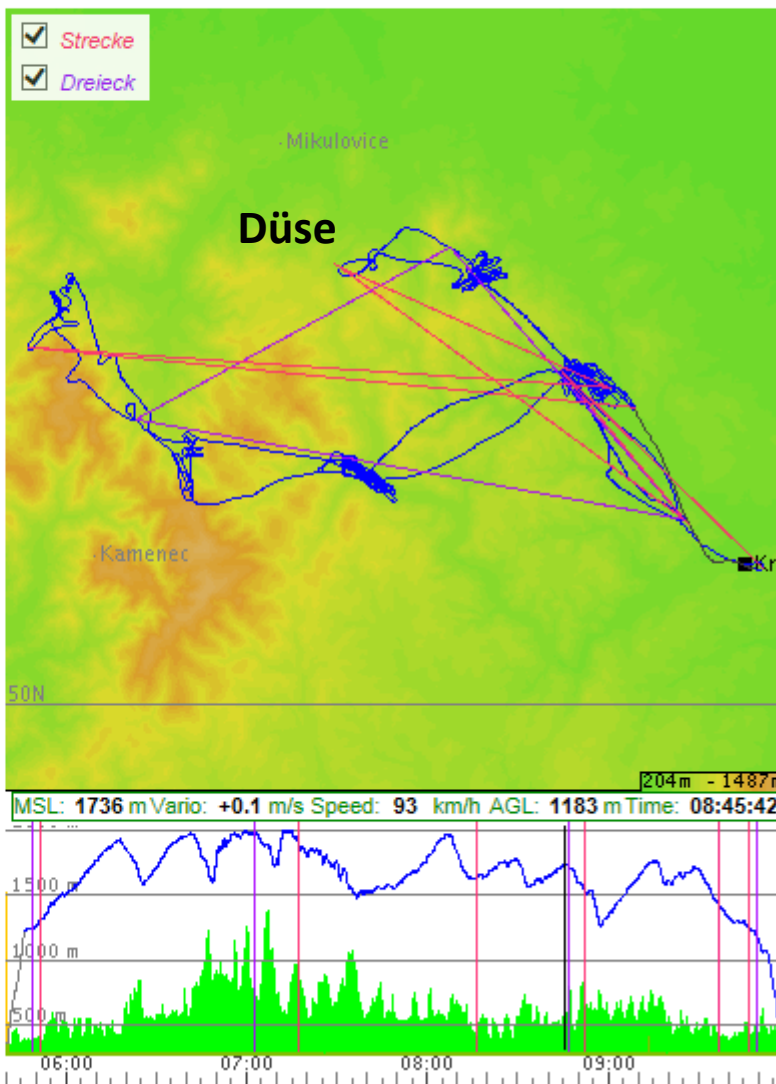 Strecke
Dreieck
Mikulovice
Düse
Kamenec
Kr
50N
204m - 1487m
MSL: 1736 m Vario: +0.1 m/s Speed: 93 km/h AGL: 1183 m Time: 08:45:42
1500 m
1000 m
500 m
06:00 07:00 08:00 09:00